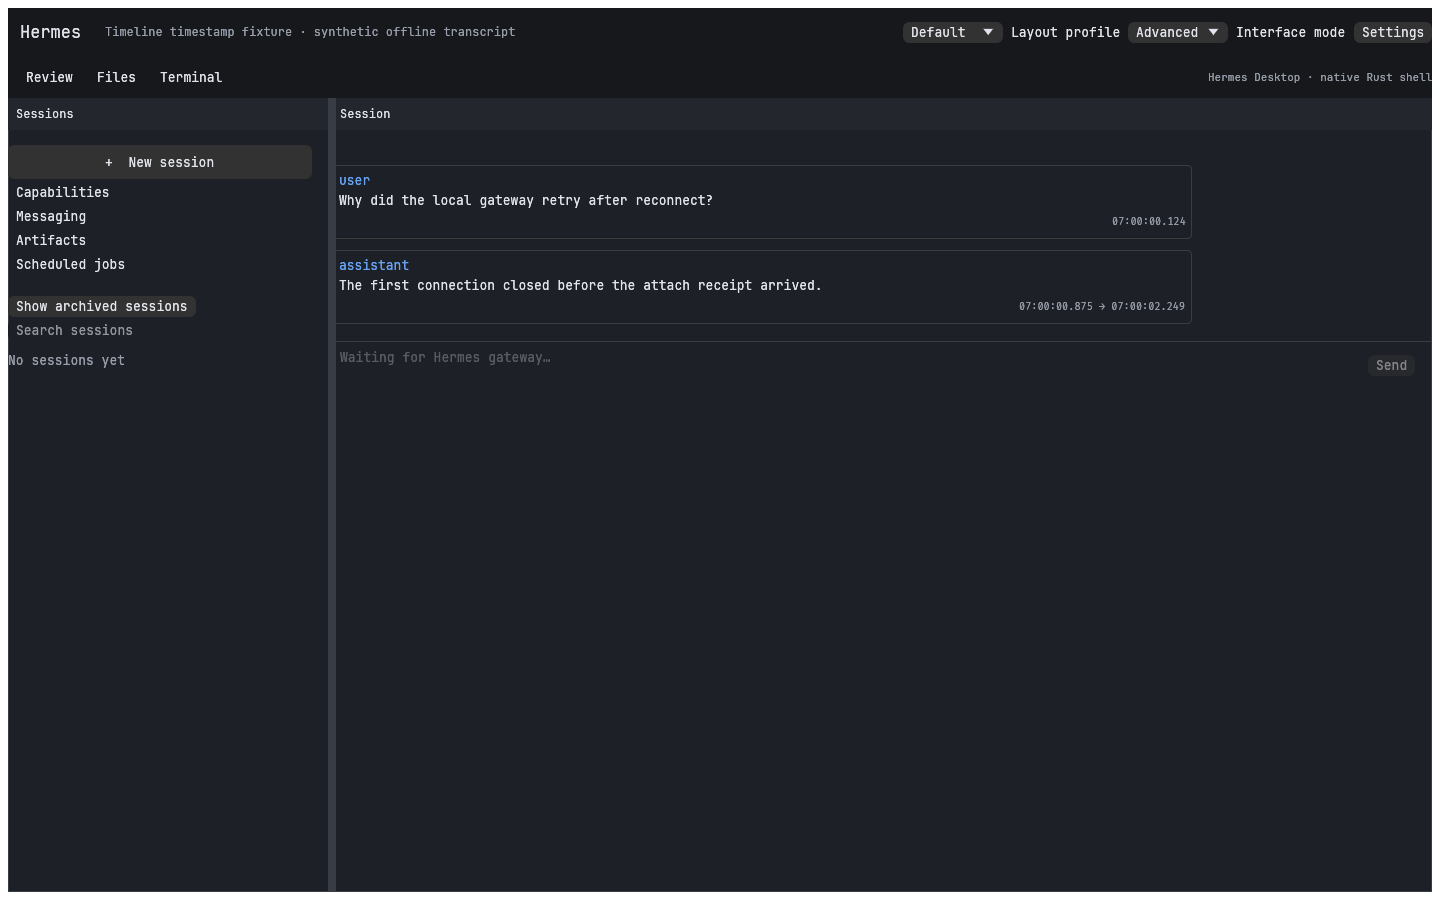 Hermes
Timeline timestamp fixture · synthetic offline transcript
Default
Layout profile
Advanced
Interface mode
Settings
Review
Files
Terminal
Hermes Desktop · native Rust shell
Sessions
+ New session
Capabilities
Messaging
Artifacts
Scheduled jobs
Show archived sessions
Search sessions
No sessions yet
Session
user
Why did the local gateway retry after reconnect?
07:00:00.124
assistant
The first connection closed before the attach receipt arrived.
07:00:00.875 → 07:00:02.249
Waiting for Hermes gateway…
Send